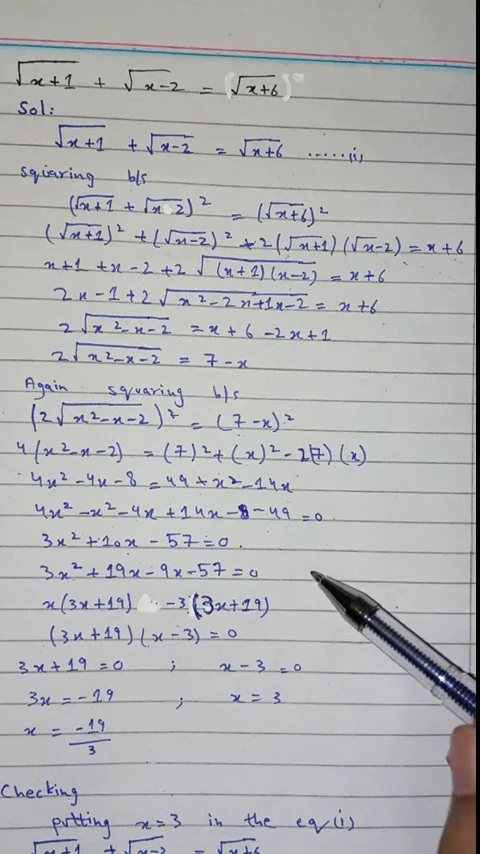 √x+1 + √x-2 = (√x+6)
Sol:
√x+1 + √x-2 = √x+6 ......(i)
squaring b/s
(√x+1 + √x-2)² = (√x+6)²
(√x+1)² + (√x-2)² + 2(√x+1)(√x-2) = x+6
x+1 +x-2 +2√(x+1)(x-2) = x+6
2x-1+2√x²-2x+1x-2 = x+6
2√x²-x-2 = x+6-2x+1
2√x²-x-2 = 7-x
Again squaring b/s
(2√x²-x-2)² = (7-x)²
4(x²-x-2) = (7)²+(x)²-2(7)(x)
4x²-4x-8 = 49+x²-14x
4x²-x²-4x+14x-8-49=0
3x²+10x-57=0.
3x²+19x-9x-57=0
x(3x+19) -3(3x+19)
(3x+19)(x-3)=0
3x+19=0 ; x-3=0
3x=-19 ; x=3
x = -19/3
Checking
putting x=3 in the eq(i)
√x+1 + √x-2 = √x+6